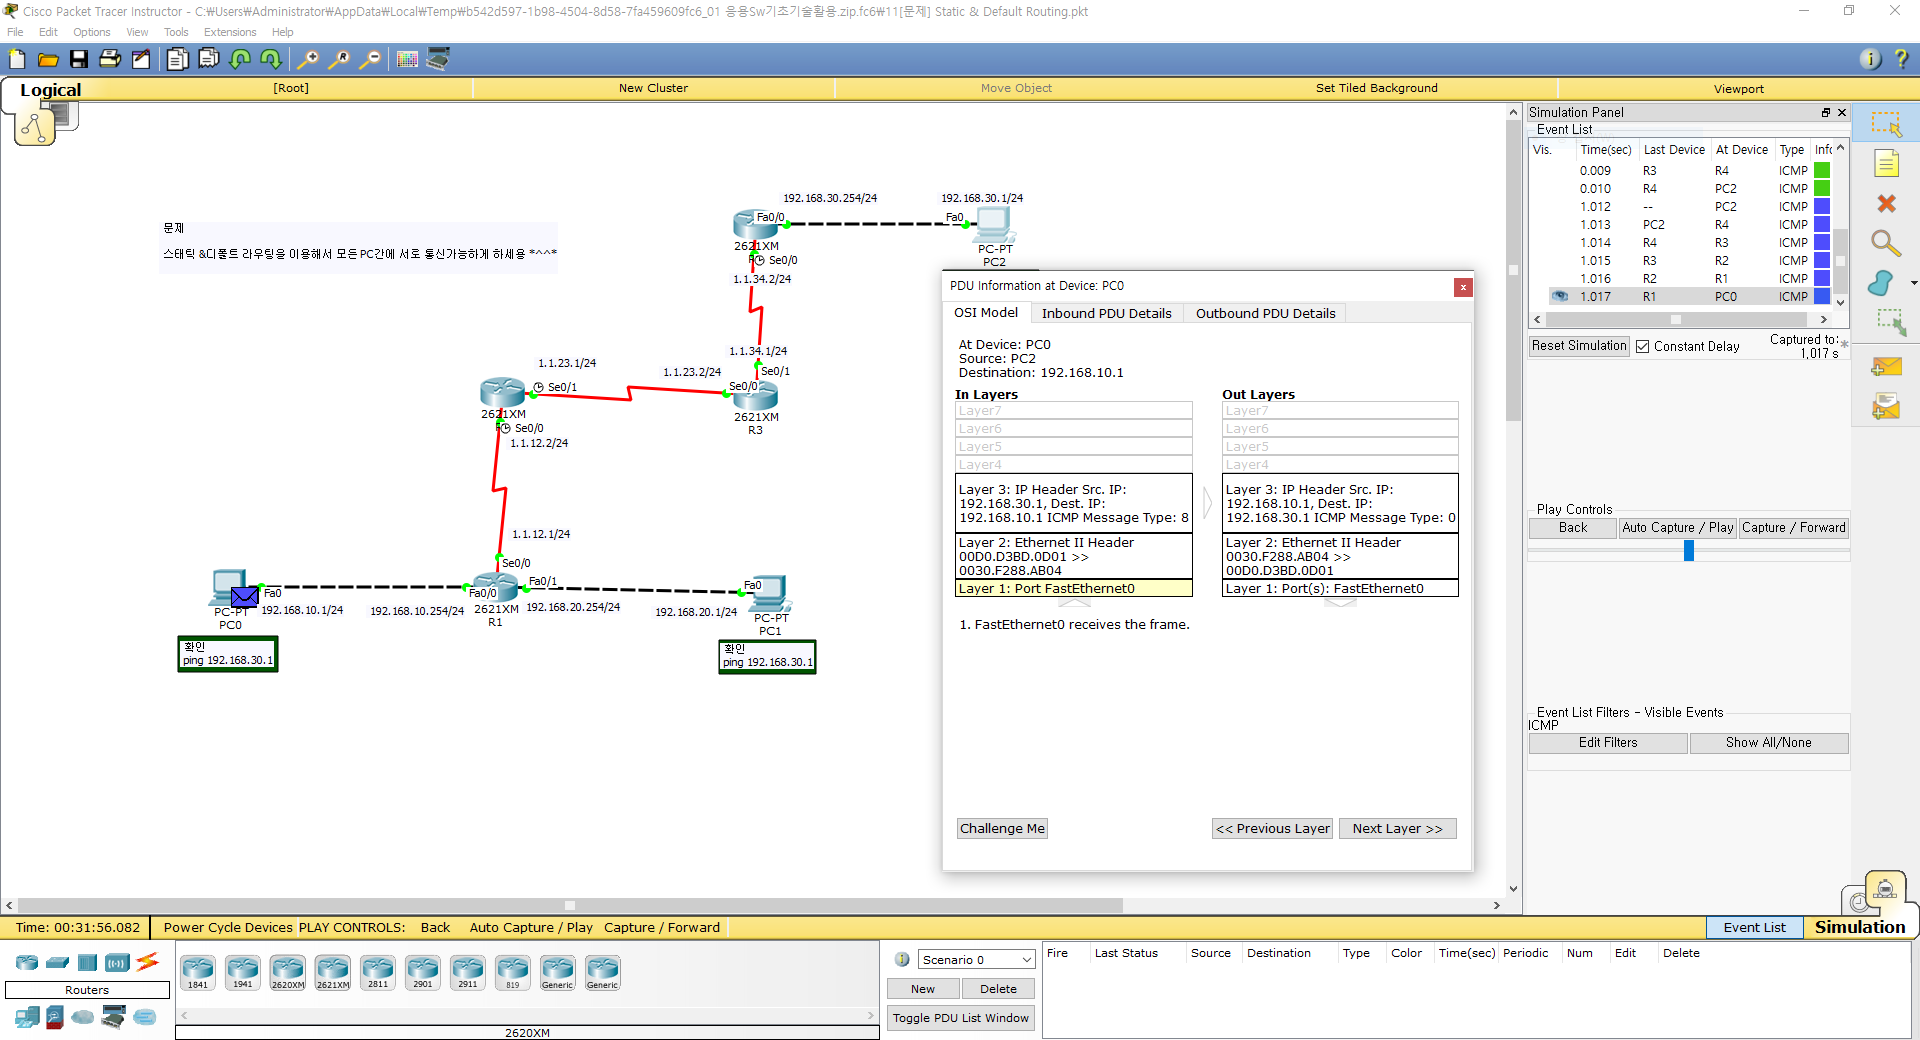 Cisco Packet Tracer Instructor - C:₩Users₩Administrator₩AppData₩Local₩Temp₩b542d597-1b98-4504-8d58-7fa459609fc6_01 응용Sw기초기술활용.zip.fc6₩11[문제] Static & Default Routing.pkt
File Edit Options View Tools Extensions Help
Logical [Root] New Cluster Move Object Set Tiled Background Viewport
문제
스태틱 &디폴트 라우팅을 이용해서 모든PC간에 서로 통신가능하게 하세용 *^^*
192.168.30.254/24 192.168.30.1/24
Fa0/0 Fa0
2621XM PC-PT
PC2
Se0/0
1.1.34.2/24
1.1.34.1/24
1.1.23.1/24 1.1.23.2/24 Se0/1
Se0/1 Se0/0
2621XM 2621XM
R3
Se0/0
1.1.12.2/24
1.1.12.1/24
Se0/0
Fa0 Fa0/0 Fa0/1 Fa0
192.168.10.1/24 192.168.10.254/24 192.168.20.254/24 192.168.20.1/24
PC-PT 2621XM PC-PT
PC0 R1 PC1
확인
ping 192.168.30.1
확인
ping 192.168.30.1
PDU Information at Device: PC0 x
OSI Model Inbound PDU Details Outbound PDU Details
At Device: PC0
Source: PC2
Destination: 192.168.10.1
In Layers Out Layers
Layer7 Layer7
Layer6 Layer6
Layer5 Layer5
Layer4 Layer4
Layer 3: IP Header Src. IP:
192.168.30.1, Dest. IP:
192.168.10.1 ICMP Message Type: 8
Layer 3: IP Header Src. IP:
192.168.10.1, Dest. IP:
192.168.30.1 ICMP Message Type: 0
Layer 2: Ethernet II Header
00D0.D3BD.0D01 >>
0030.F288.AB04
Layer 2: Ethernet II Header
0030.F288.AB04 >>
00D0.D3BD.0D01
Layer 1: Port FastEthernet0 Layer 1: Port(s): FastEthernet0
1. FastEthernet0 receives the frame.
Challenge Me << Previous Layer Next Layer >>
Simulation Panel
Event List
Vis. Time(sec) Last Device At Device Type Info
0.009 R3 R4 ICMP
0.010 R4 PC2 ICMP
1.012 -- PC2 ICMP
1.013 PC2 R4 ICMP
1.014 R4 R3 ICMP
1.015 R3 R2 ICMP
1.016 R2 R1 ICMP
1.017 R1 PC0 ICMP
Reset Simulation Constant Delay Captured to: *
1,017 s
Play Controls
Back Auto Capture / Play Capture / Forward
Event List Filters - Visible Events
ICMP
Edit Filters Show All/None
Time: 00:31:56.082 Power Cycle Devices PLAY CONTROLS: Back Auto Capture / Play Capture / Forward Event List Simulation
Routers
1841 1941 2620XM 2621XM 2811 2901 2911 819 Generic Generic
2620XM
Scenario 0
New Delete
Toggle PDU List Window
Fire Last Status Source Destination Type Color Time(sec) Periodic Num Edit Delete